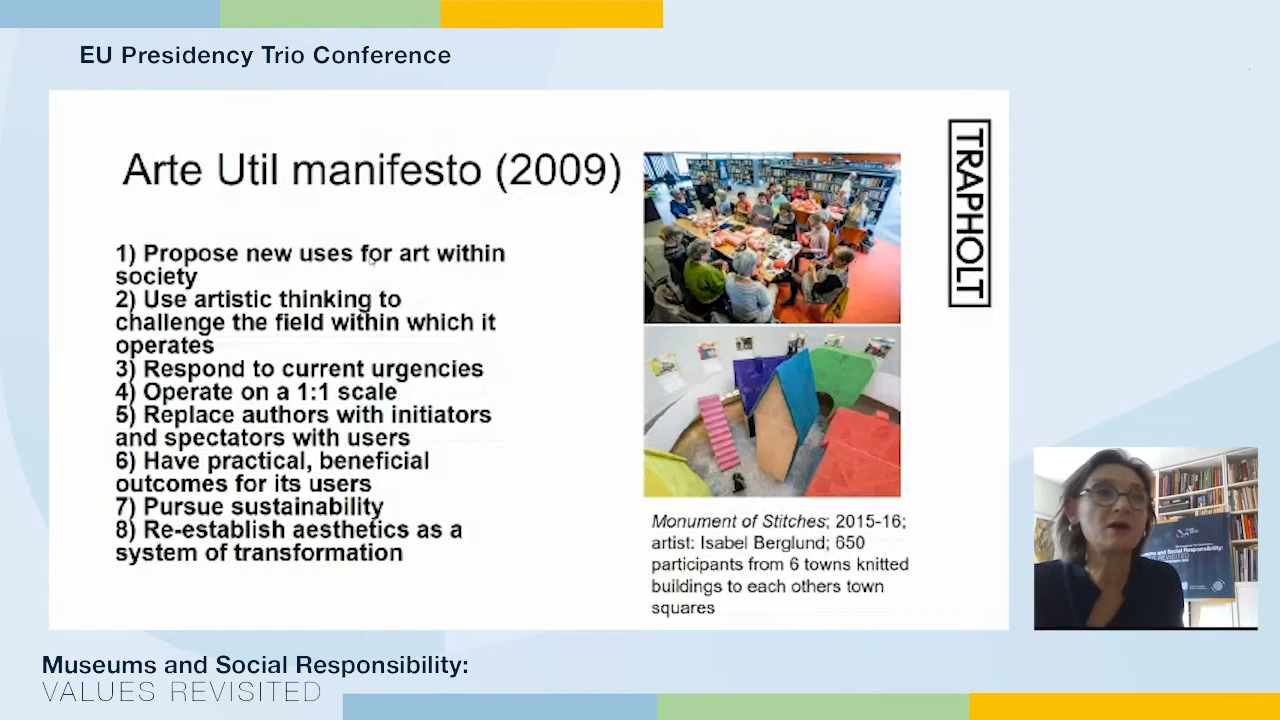 EU Presidency Trio Conference
Arte Util manifesto (2009)
1) Propose new uses for art within
society
2) Use artistic thinking to
challenge the field within which it
operates
3) Respond to current urgencies
4) Operate on a 1:1 scale
5) Replace authors with initiators
and spectators with users
6) Have practical, beneficial
outcomes for its users
7) Pursue sustainability
8) Re-establish aesthetics as a
system of transformation
TRAPHOLT
Monument of Stitches; 2015-16;
artist: Isabel Berglund; 650
participants from 6 towns knitted
buildings to each others town
squares
and Social Responsibility:
REVISITED
Museums and Social Responsibility:
VALUES REVISITED